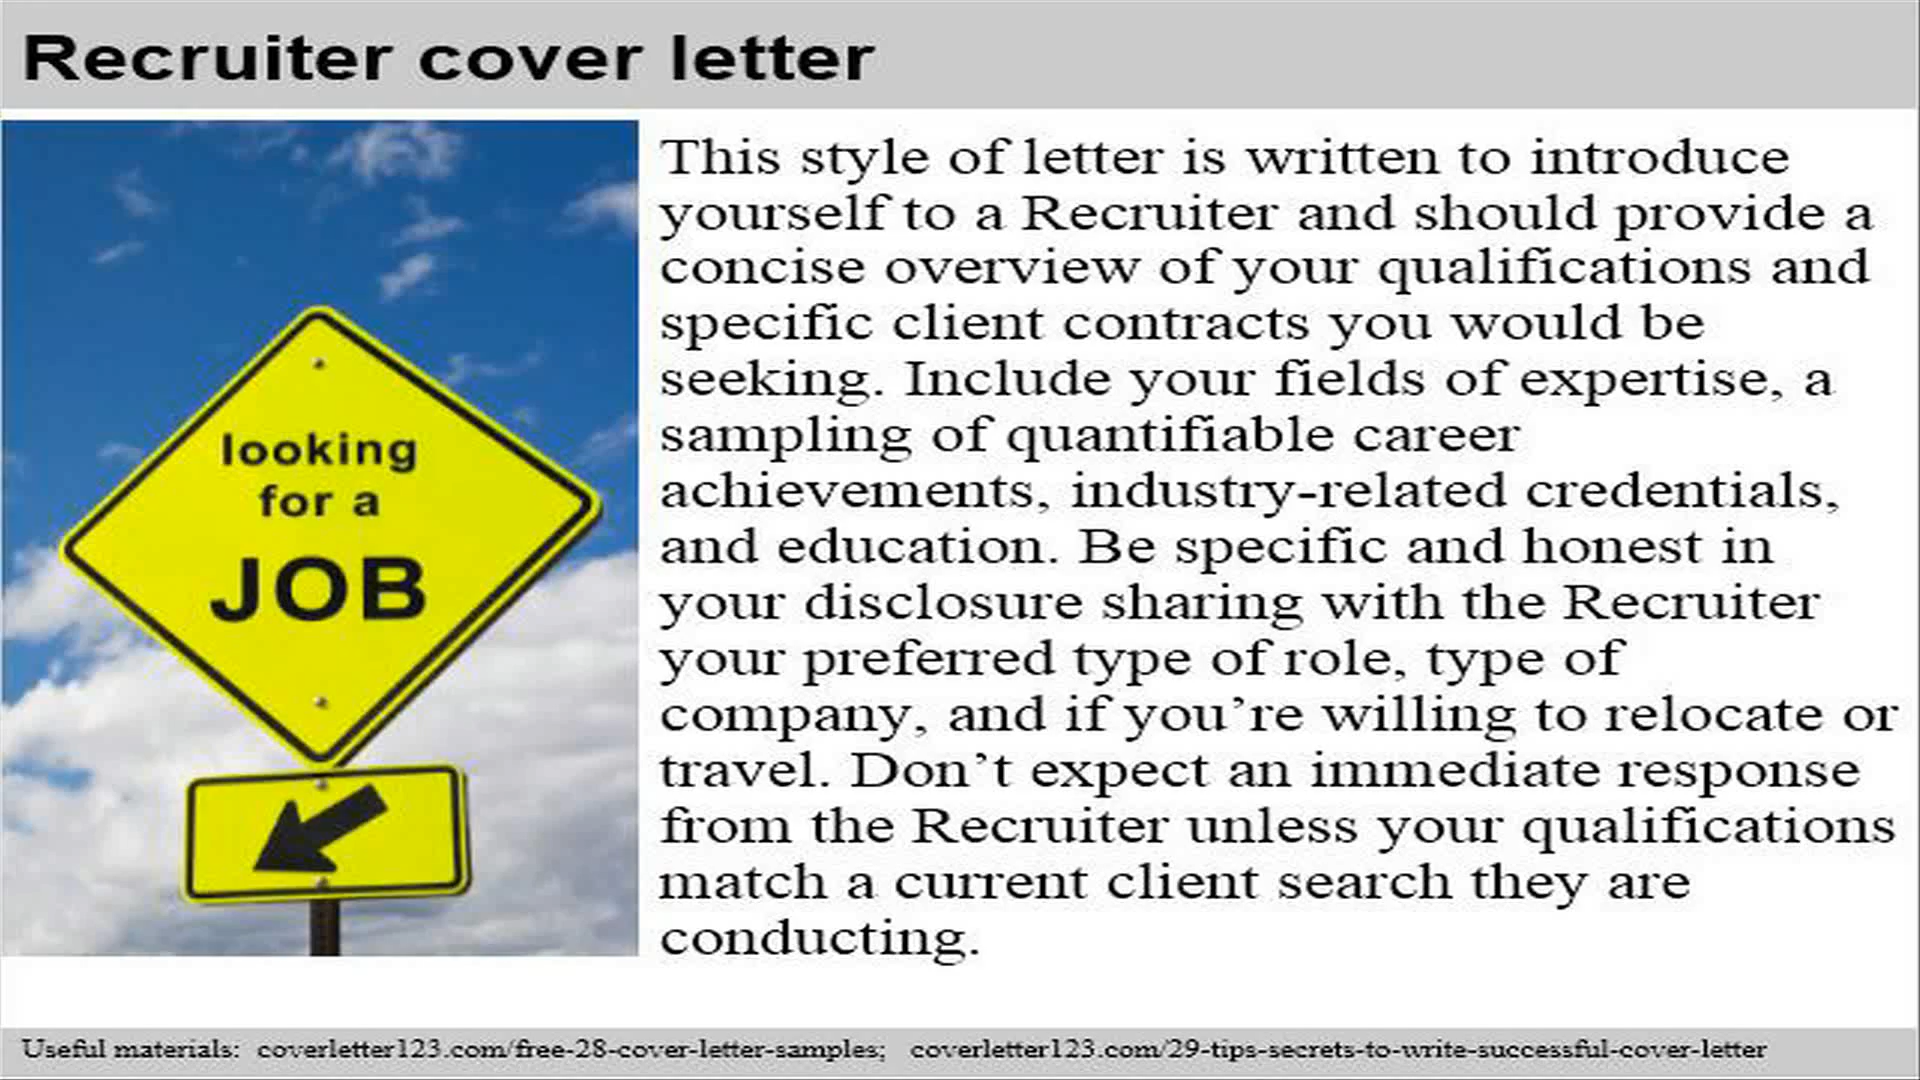 Recruiter cover letter
looking
for a
JOB
This style of letter is written to introduce
yourself to a Recruiter and should provide a
concise overview of your qualifications and
specific client contracts you would be
seeking. Include your fields of expertise, a
sampling of quantifiable career
achievements, industry-related credentials,
and education. Be specific and honest in
your disclosure sharing with the Recruiter
your preferred type of role, type of
company, and if you’re willing to relocate or
travel. Don’t expect an immediate response
from the Recruiter unless your qualifications
match a current client search they are
conducting.
Useful materials: coverletter123.com/free-28-cover-letter-samples; coverletter123.com/29-tips-secrets-to-write-successful-cover-letter